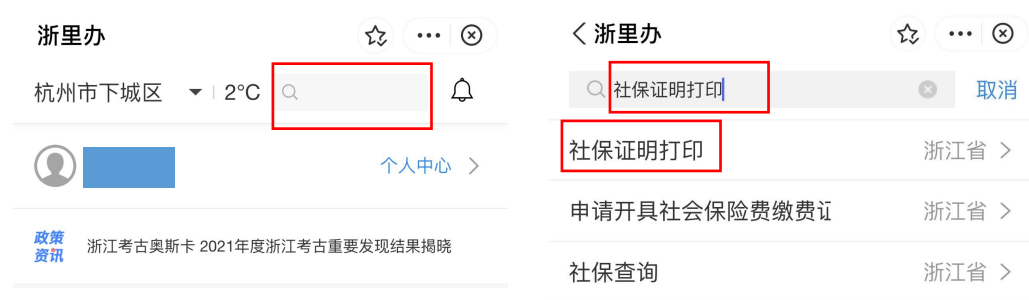 浙里办
杭州市下城区 2°C
个人中心
政策
资讯
浙江考古奥斯卡 2021年度浙江考古重要发现结果揭晓
浙里办
社保证明打印
取消
社保证明打印
浙江省
申请开具社会保险费缴费证
浙江省
社保查询
浙江省